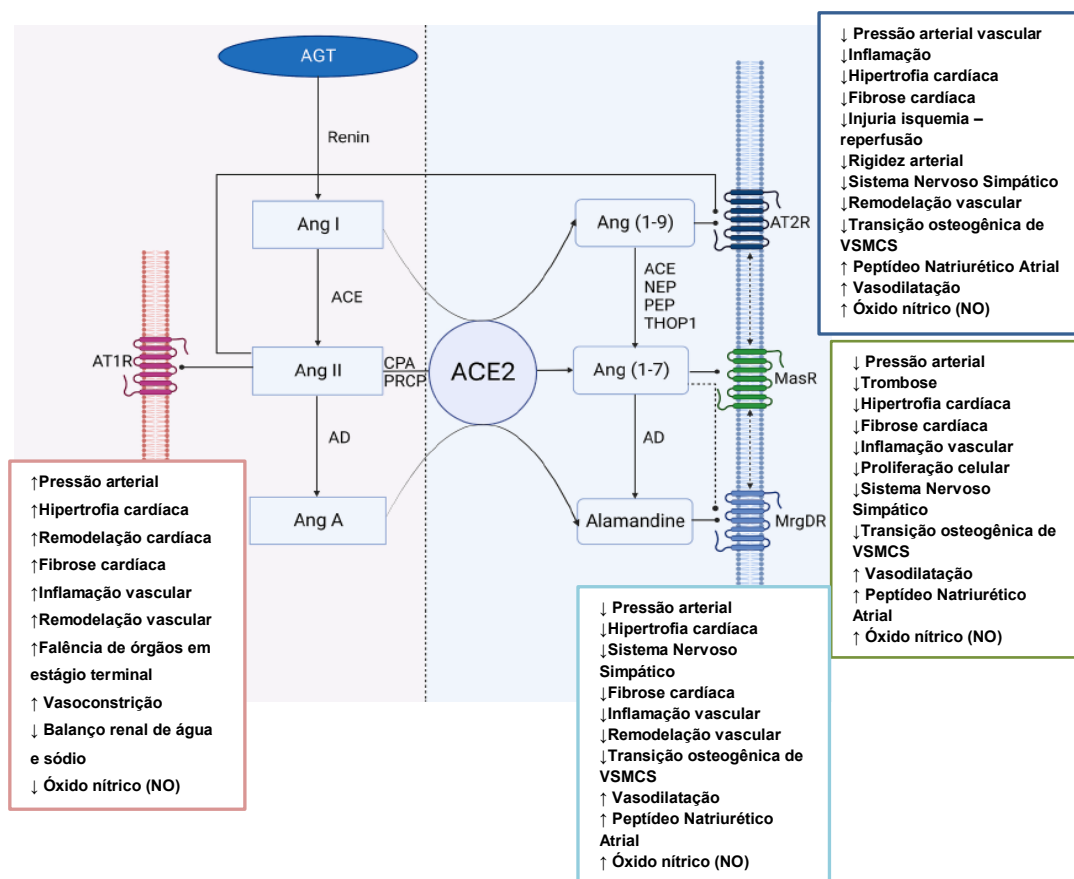 AGT
Renin
Ang I
ACE
AT1R
Ang II
CPA
PRCP
AD
Ang A
ACE2
Ang (1-9)
ACE
NEP
PEP
THOP1
Ang (1-7)
AD
Alamandine
AT2R
MasR
MrgDR
↓ Pressão arterial vascular
↓Inflamação
↓Hipertrofia cardíaca
↓Fibrose cardíaca
↓Injuria isquemia –
reperfusão
↓Rigidez arterial
↓Sistema Nervoso Simpático
↓Remodelação vascular
↓Transição osteogênica de
VSMCS
↑ Peptídeo Natriurético Atrial
↑ Vasodilatação
↑ Óxido nítrico (NO)
↓ Pressão arterial
↓Trombose
↓Hipertrofia cardíaca
↓Fibrose cardíaca
↓Inflamação vascular
↓Proliferação celular
↓Sistema Nervoso
Simpático
↓Transição osteogênica de
VSMCS
↑ Vasodilatação
↑ Peptídeo Natriurético
Atrial
↑ Óxido nítrico (NO)
↑Pressão arterial
↑Hipertrofia cardíaca
↑Remodelação cardíaca
↑Fibrose cardíaca
↑Inflamação vascular
↑Remodelação vascular
↑Falência de órgãos em
estágio terminal
↑ Vasoconstrição
↓ Balanço renal de água
e sódio
↓ Óxido nítrico (NO)
↓ Pressão arterial
↓Hipertrofia cardíaca
↓Sistema Nervoso
Simpático
↓Fibrose cardíaca
↓Inflamação vascular
↓Remodelação vascular
↓Transição osteogênica de
VSMCS
↑ Vasodilatação
↑ Peptídeo Natriurético
Atrial
↑ Óxido nítrico (NO)